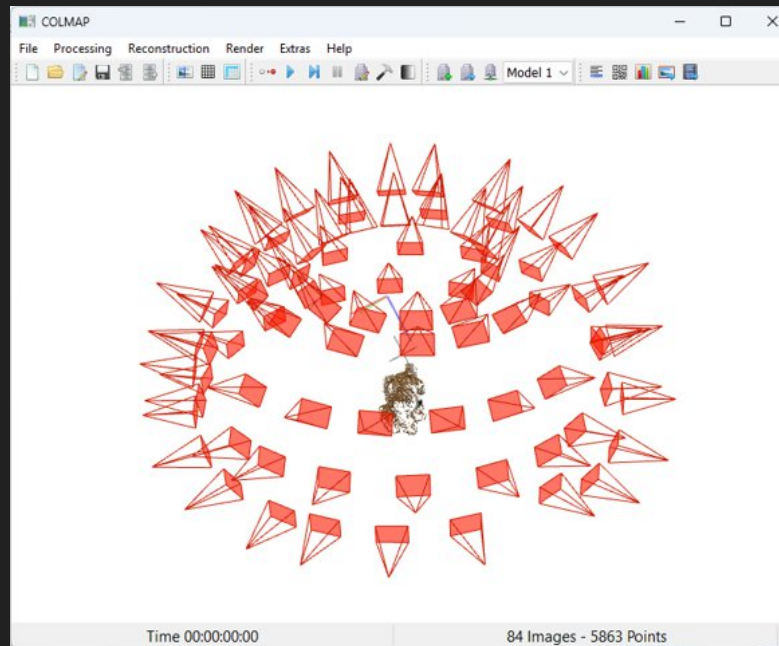 COLMAP
File Processing Reconstruction Render Extras Help
Model 1
Time 00:00:00:00
84 Images - 5863 Points